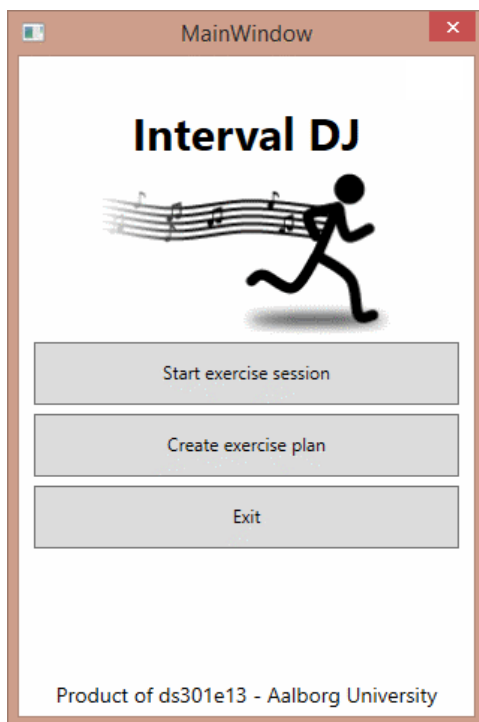 MainWindow
Interval DJ
Start exercise session
Create exercise plan
Exit
Product of ds301e13 - Aalborg University